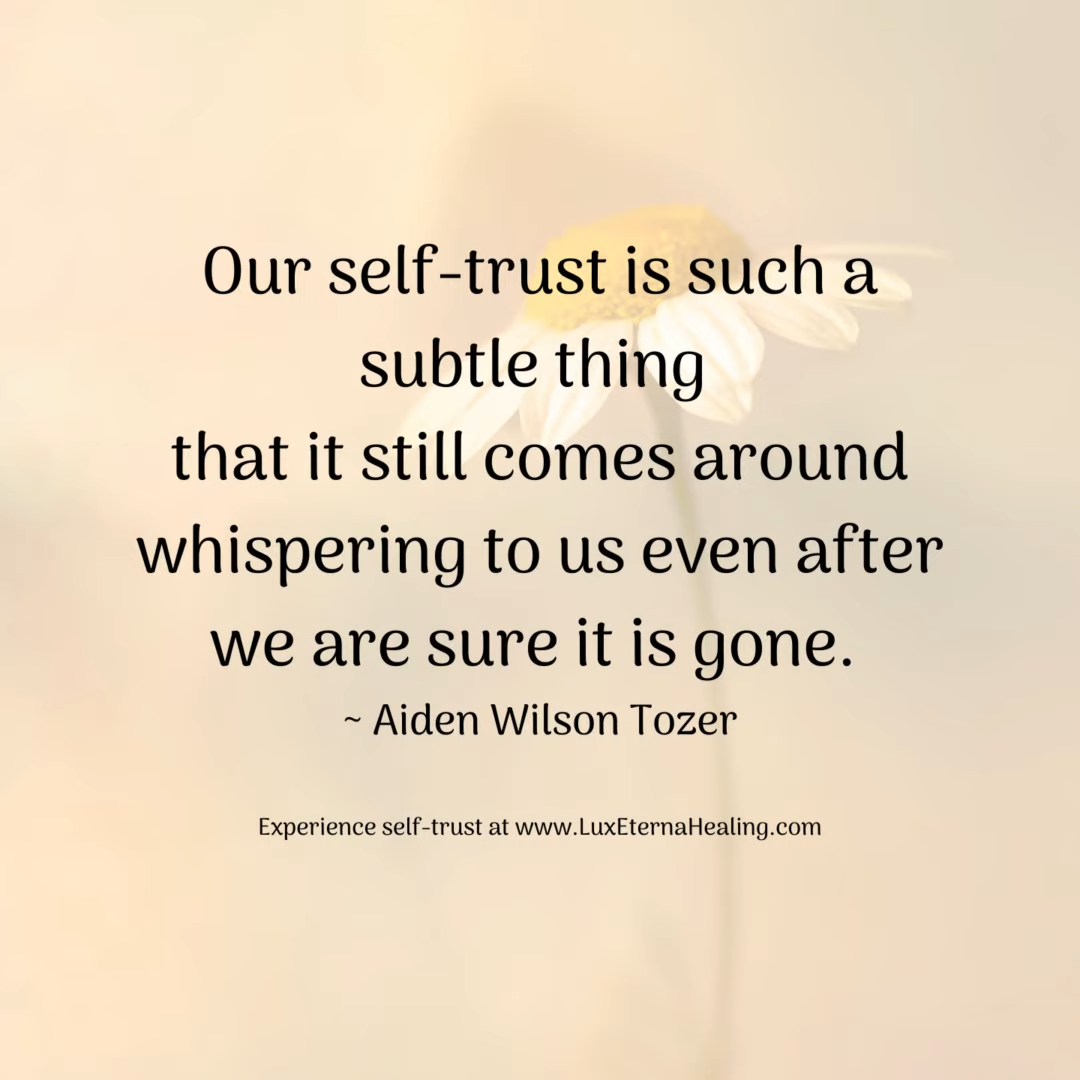 Our self-trust is such a
subtle thing
that it still comes around
whispering to us even after
we are sure it is gone.
~ Aiden Wilson Tozer
Experience self-trust at www.LuxEternaHealing.com